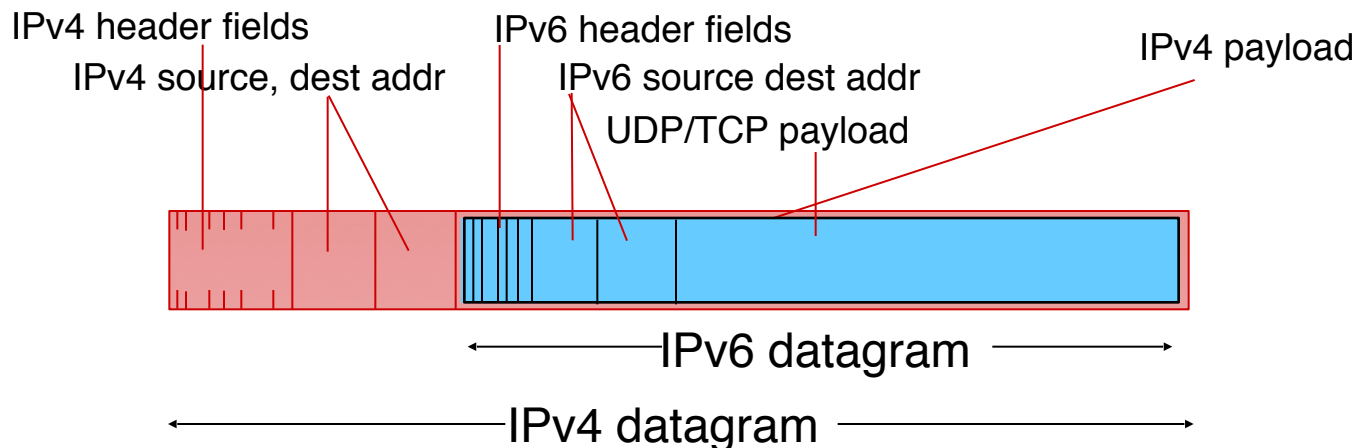 IPv4 header fields
IPv6 header fields
IPv4 payload
IPv4 source, dest addr
IPv6 source dest addr
UDP/TCP payload
IPv6 datagram
IPv4 datagram